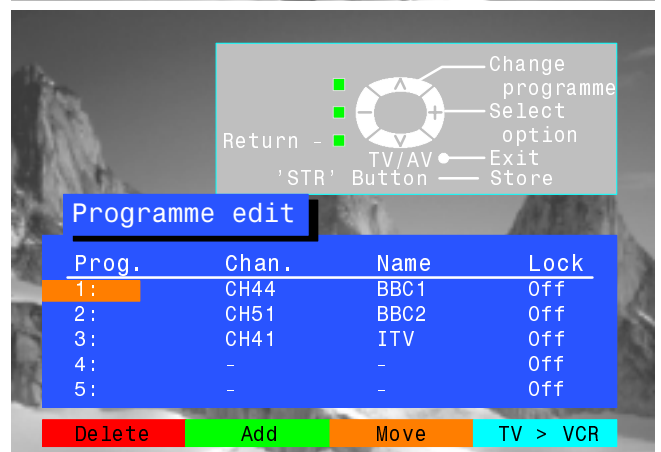 Change
programme
Select
option
Return -
TV/AV Exit
'STR' Button Store
Programme edit
Prog. Chan. Name Lock
1: CH44 BBC1 Off
2: CH51 BBC2 Off
3: CH41 ITV Off
4: - - Off
5: - - Off
Delete Add Move TV > VCR